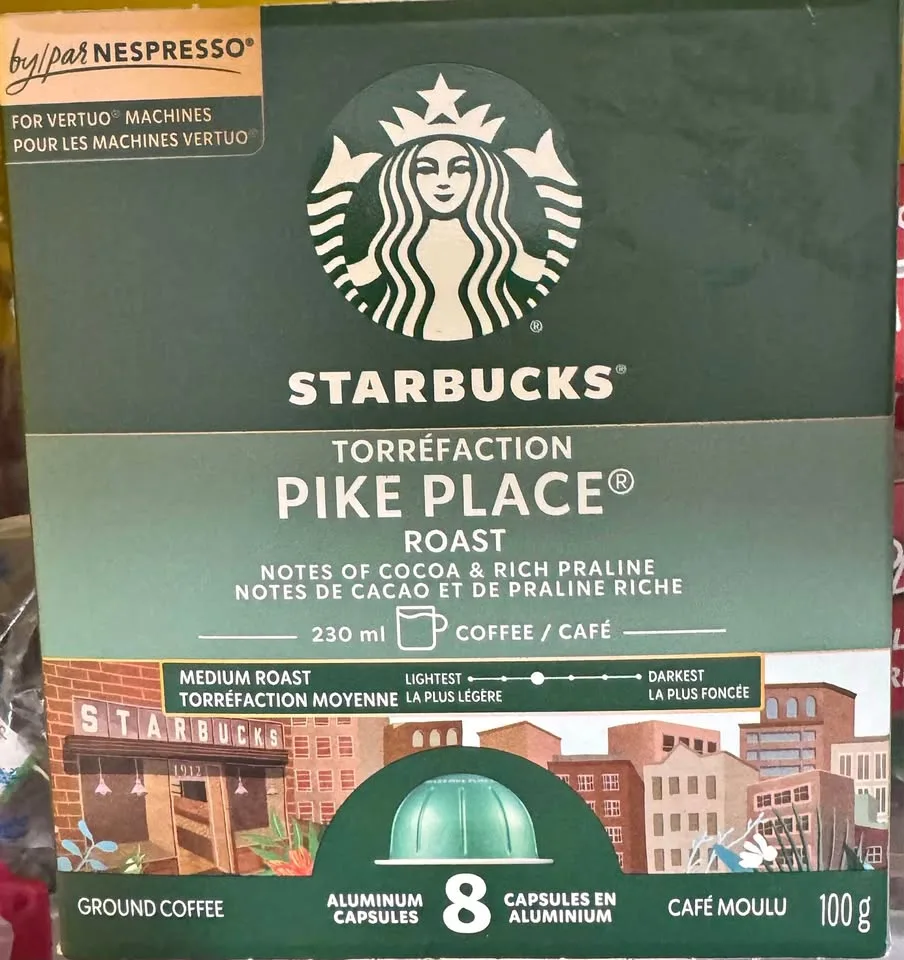 by/par NESPRESSO®
FOR VERTUO® MACHINES
POUR LES MACHINES VERTUO®
®
STARBUCKS®
TORRÉFACTION
PIKE PLACE®
ROAST
NOTES OF COCOA & RICH PRALINE
NOTES DE CACAO ET DE PRALINE RICHE
230 ml COFFEE / CAFÉ
MEDIUM ROAST
TORRÉFACTION MOYENNE
LIGHTEST
LA PLUS LÉGÈRE
DARKEST
LA PLUS FONCÉE
STARBUCKS
1912
GROUND COFFEE
ALUMINUM
CAPSULES
8
CAPSULES EN
ALUMINIUM
CAFÉ MOULU
100 g